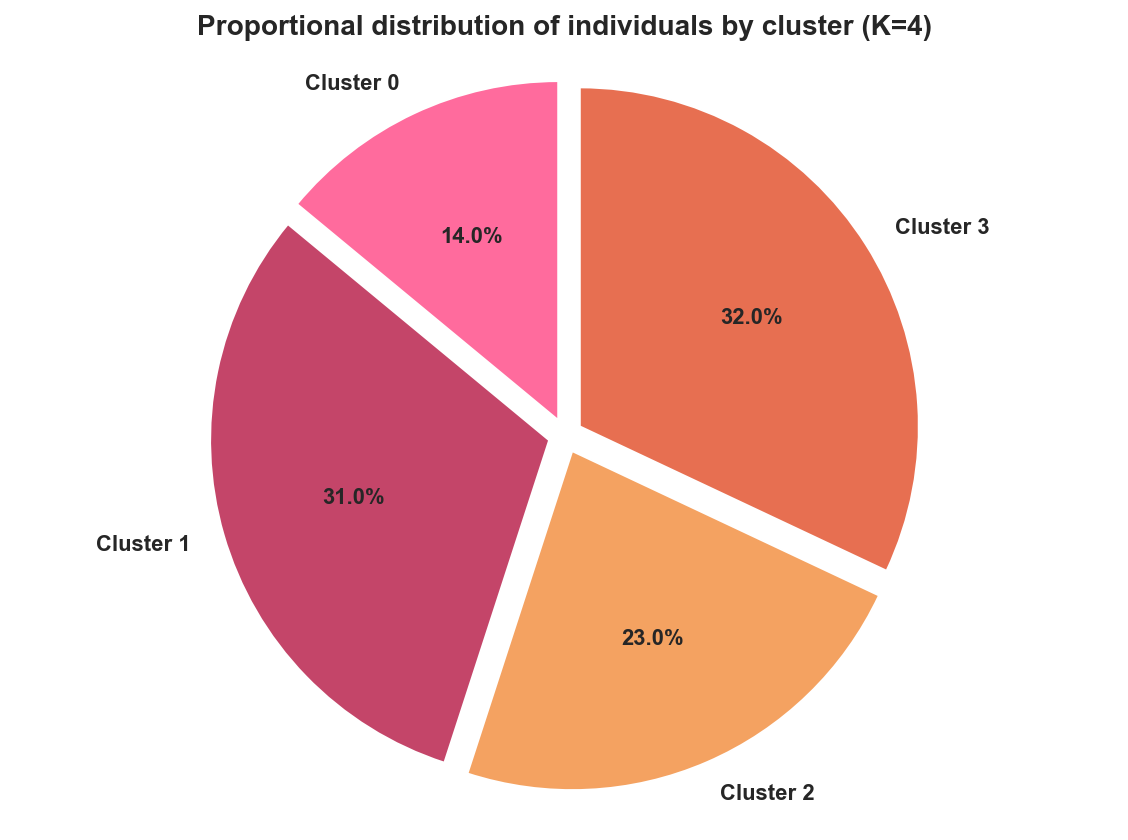 Proportional distribution of individuals by cluster (K=4)
Cluster 0
14.0%
Cluster 3
32.0%
31.0%
Cluster 1
23.0%
Cluster 2